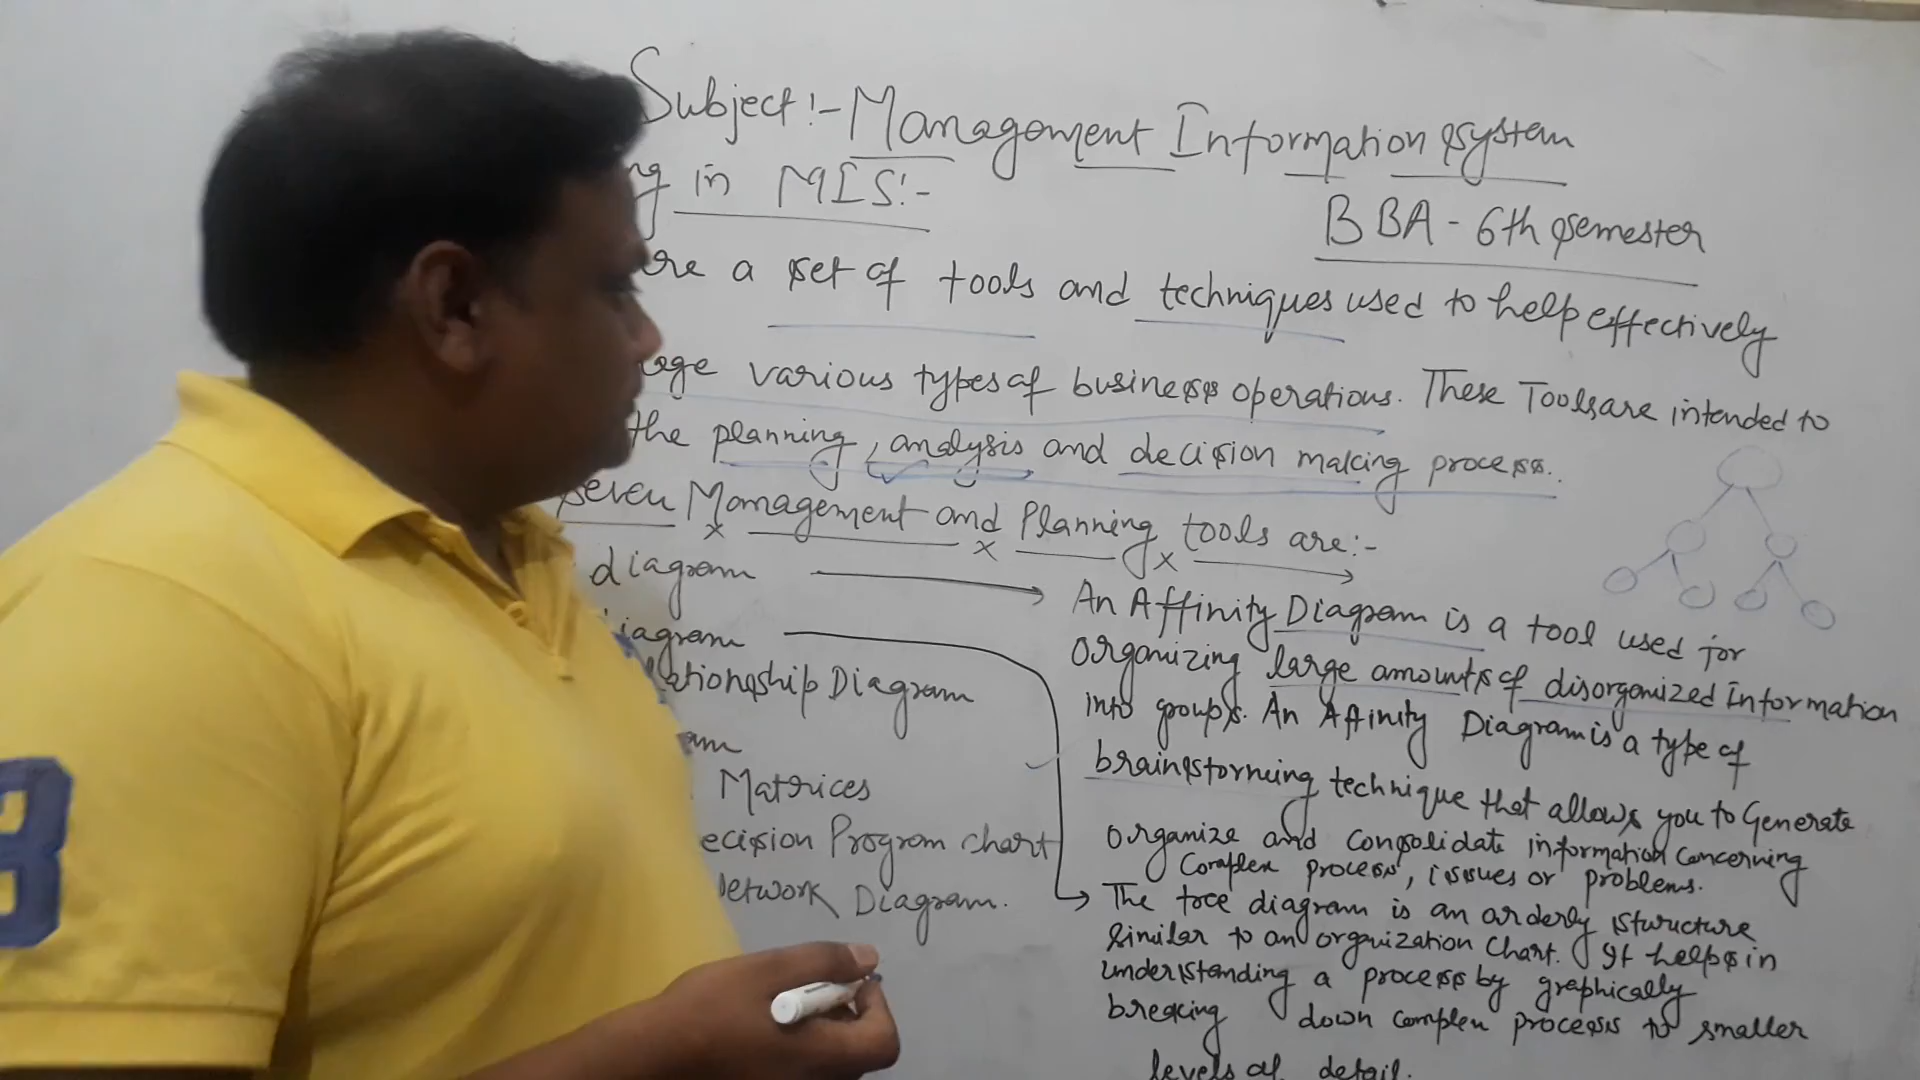 Subject:- Management Information system
in MIS:-
BBA - 6th semester
a set of tools and techniques used to help effectively
various types of business operations. These Tools are intended to
the planning, analysis and decision making process.
seven Management and Planning tools are:-
diagram
An Affinity Diagram is a tool used for
organizing large amounts of disorganized Information
into groups. An Affinity Diagram is a type of
brainstorming technique that allows you to Generate
organize and consolidate information concerning
Complex process, issues or problems.
Diagram
Matrices
Program chart
Network Diagram.
The tree diagram is an orderly structure
similar to an organization chart. It helps in
understanding a process by graphically
breaking down complex process to smaller
levels of detail.
3